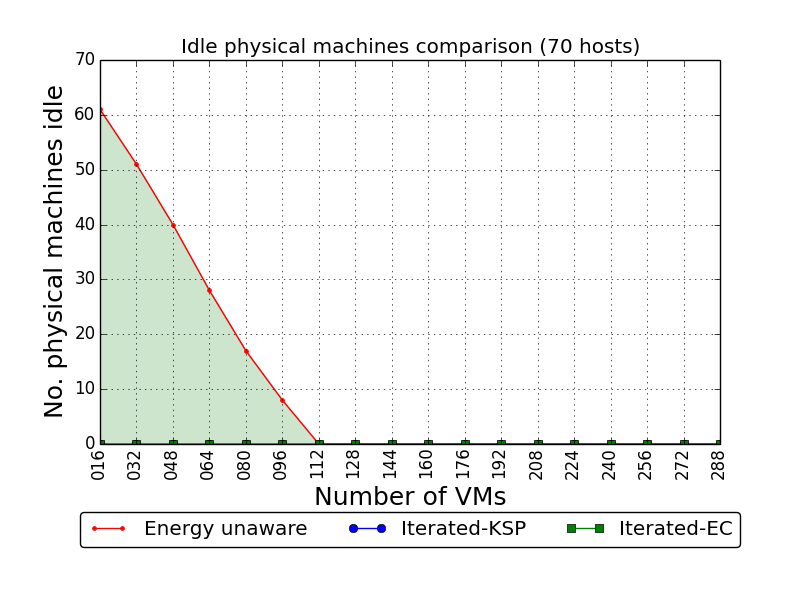 Idle physical machines comparison (70 hosts)
No. physical machines idle
70
60
50
40
30
20
10
0
016 032 048 064 080 096 112 128 144 160 176 192 208 224 240 256 272 288
Number of VMs
Energy unaware Iterated-KSP Iterated-EC